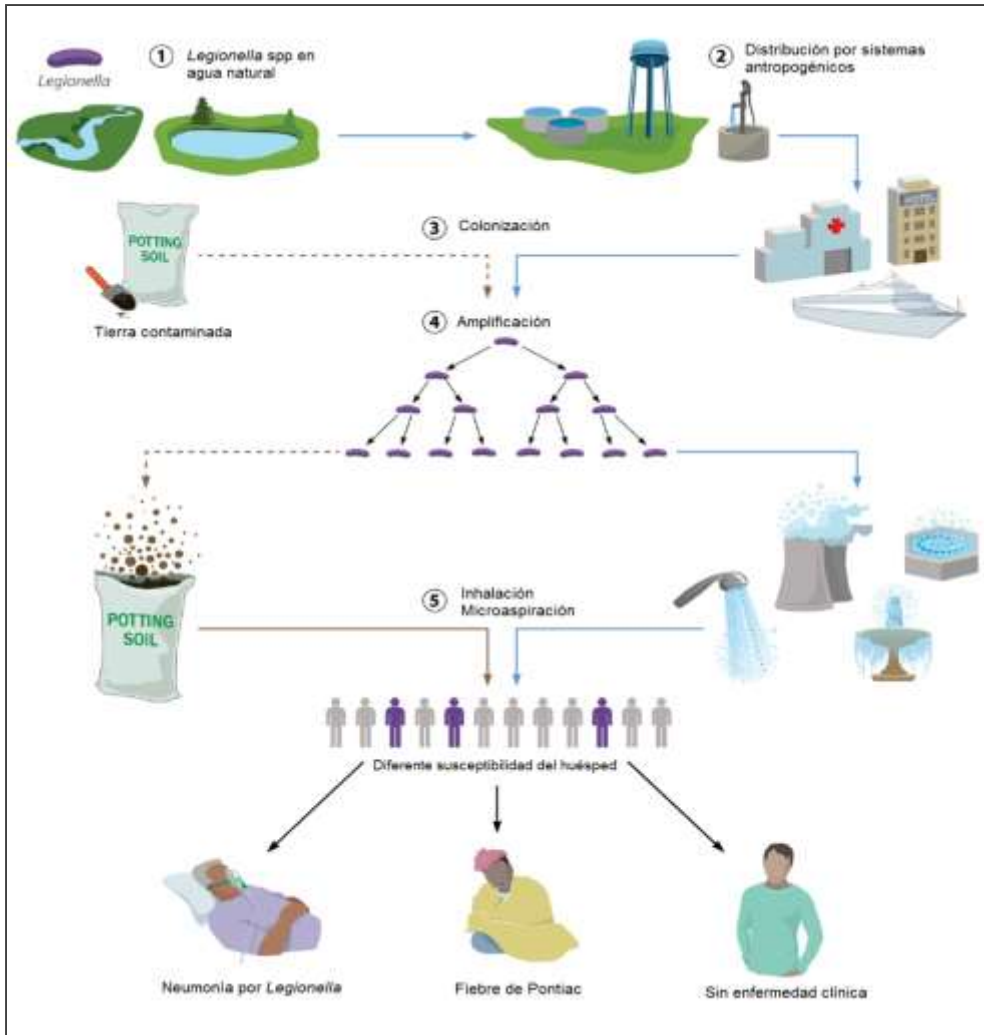 Legionella
1 Legionella spp en
agua natural
2 Distribución por sistemas
antropogénicos
HOTEL
POTTING
SOIL
Tierra contaminada
3 Colonización
4 Amplificación
POTTING
SOIL
5 Inhalación
Microaspiración
Diferente susceptibilidad del huésped
Neumonía por Legionella
Fiebre de Pontiac
Sin enfermedad clínica